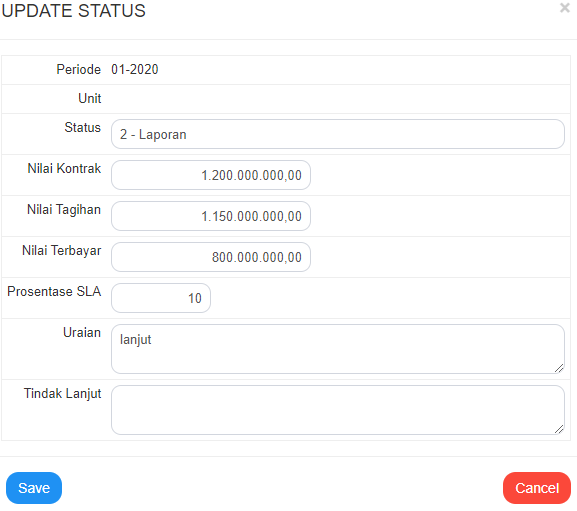 UPDATE STATUS
×
Periode 01-2020
Unit
Status 2 - Laporan
Nilai Kontrak 1.200.000.000,00
Nilai Tagihan 1.150.000.000,00
Nilai Terbayar 800.000.000,00
Prosentase SLA 10
Uraian lanjut
Tindak Lanjut
Save Cancel